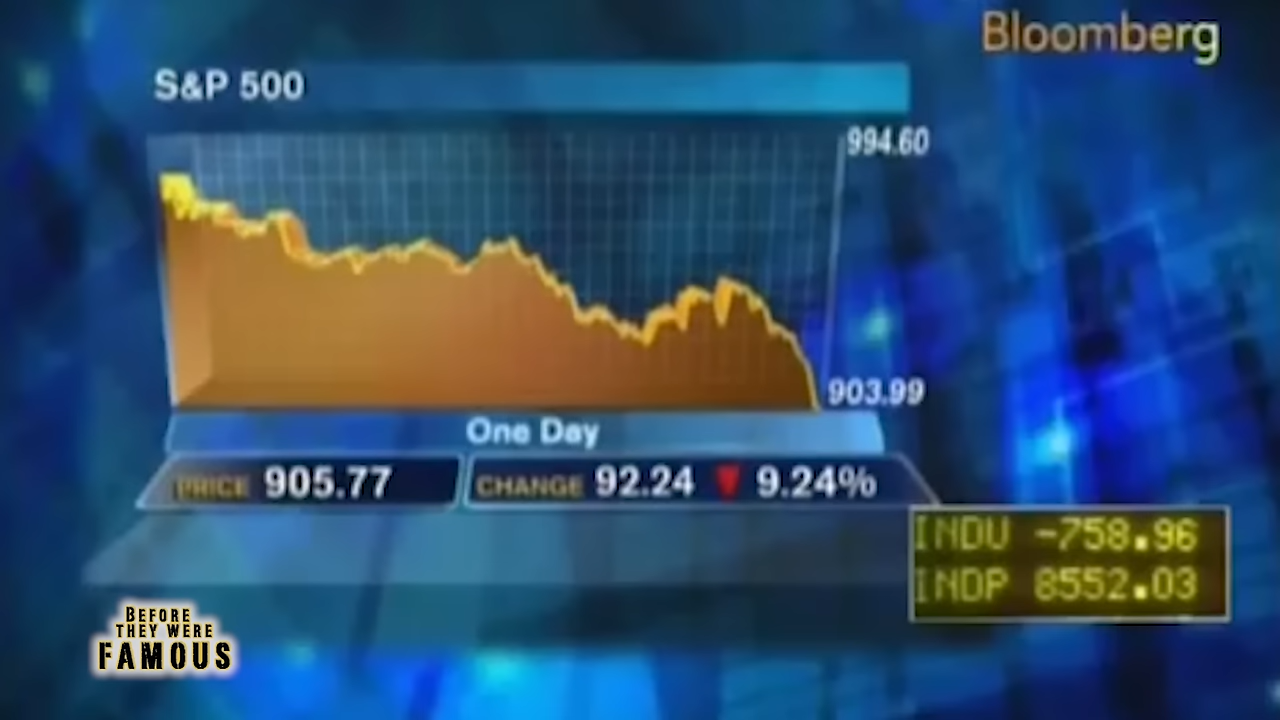 Bloomberg
S&P 500
994.60
903.99
One Day
PRICE 905.77 CHANGE 92.24 ▼ 9.24%
INDU -758.96
INDP 8552.03
BEFORE
THEY WERE
FAMOUS